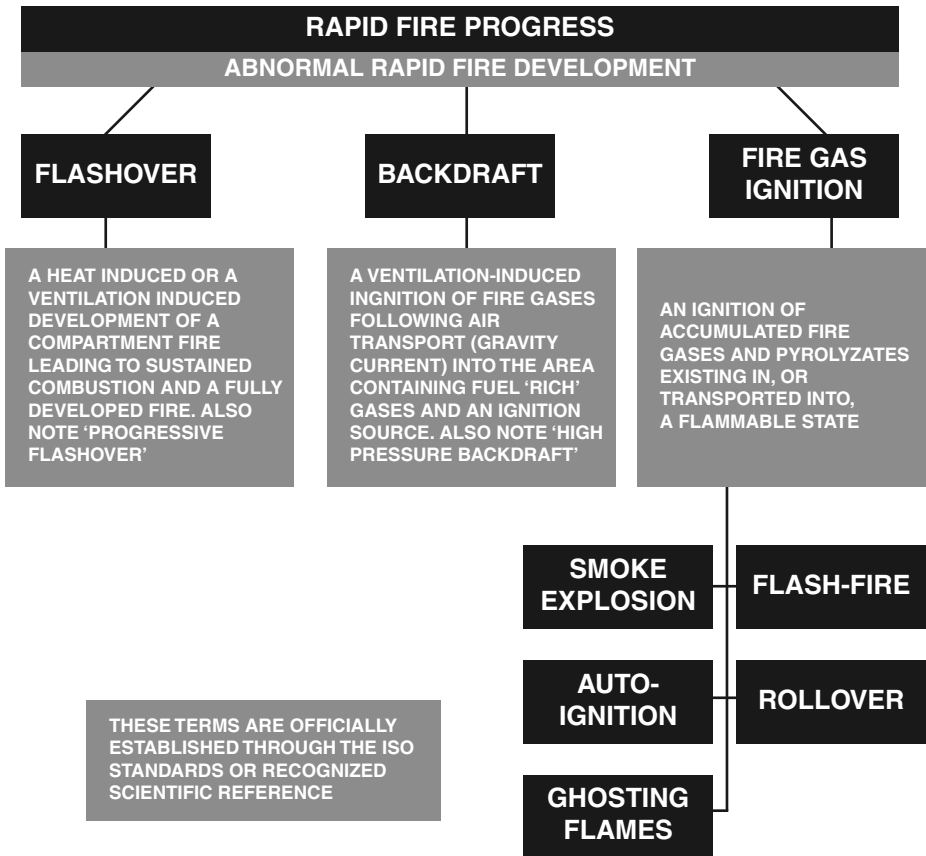 RAPID FIRE PROGRESS
ABNORMAL RAPID FIRE DEVELOPMENT
FLASHOVER
BACKDRAFT
FIRE GAS
IGNITION
A HEAT INDUCED OR A
VENTILATION INDUCED
DEVELOPMENT OF A
COMPARTMENT FIRE
LEADING TO SUSTAINED
COMBUSTION AND A FULLY
DEVELOPED FIRE. ALSO
NOTE ‘PROGRESSIVE
FLASHOVER’
A VENTILATION-INDUCED
INGNITION OF FIRE GASES
FOLLOWING AIR
TRANSPORT (GRAVITY
CURRENT) INTO THE AREA
CONTAINING FUEL ‘RICH’
GASES AND AN IGNITION
SOURCE. ALSO NOTE ‘HIGH
PRESSURE BACKDRAFT’
AN IGNITION OF
ACCUMULATED FIRE
GASES AND PYROLYZATES
EXISTING IN, OR
TRANSPORTED INTO,
A FLAMMABLE STATE
SMOKE
EXPLOSION
FLASH-FIRE
AUTO-
IGNITION
ROLLOVER
GHOSTING
FLAMES
THESE TERMS ARE OFFICIALLY
ESTABLISHED THROUGH THE ISO
STANDARDS OR RECOGNIZED
SCIENTIFIC REFERENCE